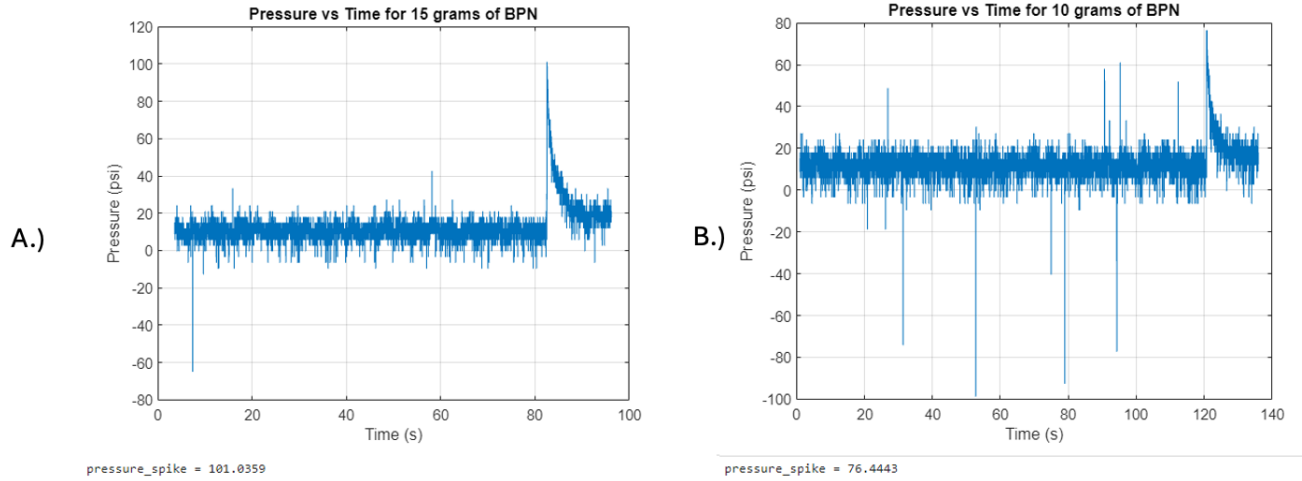 A.)
Pressure vs Time for 15 grams of BPN
Pressure (psi)
120
100
80
60
40
20
0
-20
-40
-60
-80
0 20 40 60 80 100
Time (s)
pressure_spike = 101.0359
B.)
Pressure vs Time for 10 grams of BPN
Pressure (psi)
80
60
40
20
0
-20
-40
-60
-80
-100
0 20 40 60 80 100 120 140
Time (s)
pressure_spike = 76.4443